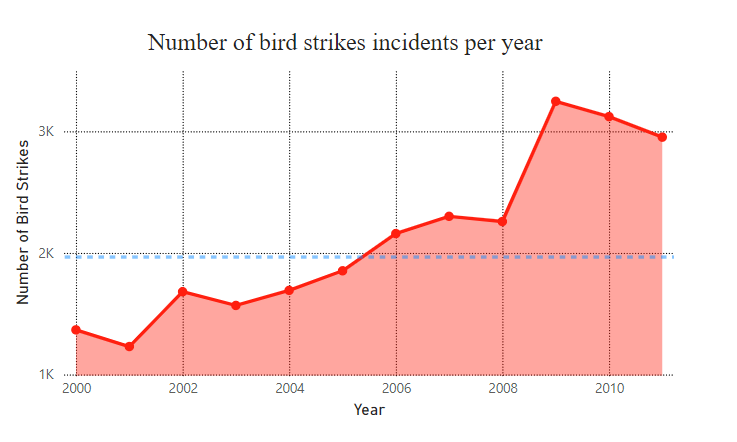 Number of bird strikes incidents per year
Number of Bird Strikes
3K
2K
1K
2000 2002 2004 2006 2008 2010
Year